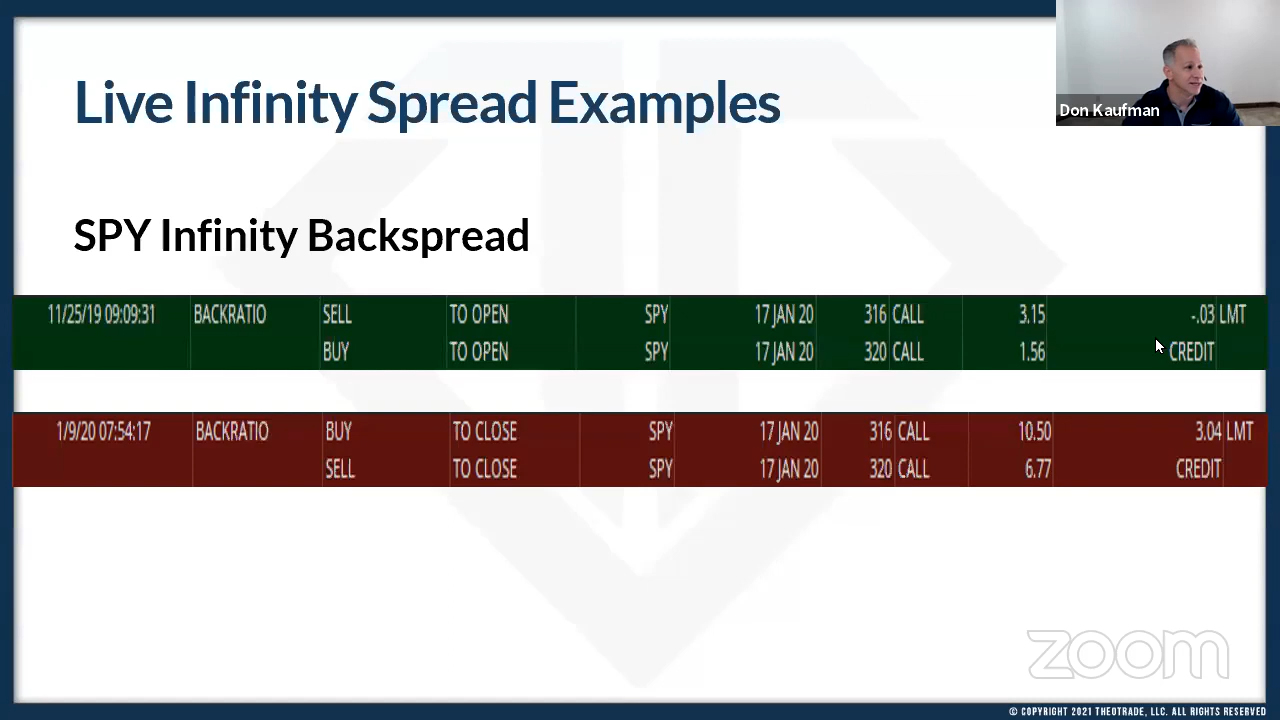 Live Infinity Spread Examples
Don Kaufman
SPY Infinity Backspread
11/25/19 09:09:31 BACKRATIO SELL TO OPEN SPY 17 JAN 20 316 CALL 3.15 -.03 LMT
BUY TO OPEN SPY 17 JAN 20 320 CALL 1.56 CREDIT
1/9/20 07:54:17 BACKRATIO BUY TO CLOSE SPY 17 JAN 20 316 CALL 10.50 3.04 LMT
SELL TO CLOSE SPY 17 JAN 20 320 CALL 6.77 CREDIT
zoom
© COPYRIGHT 2021 THEOTRADE, LLC. ALL RIGHTS RESERVED